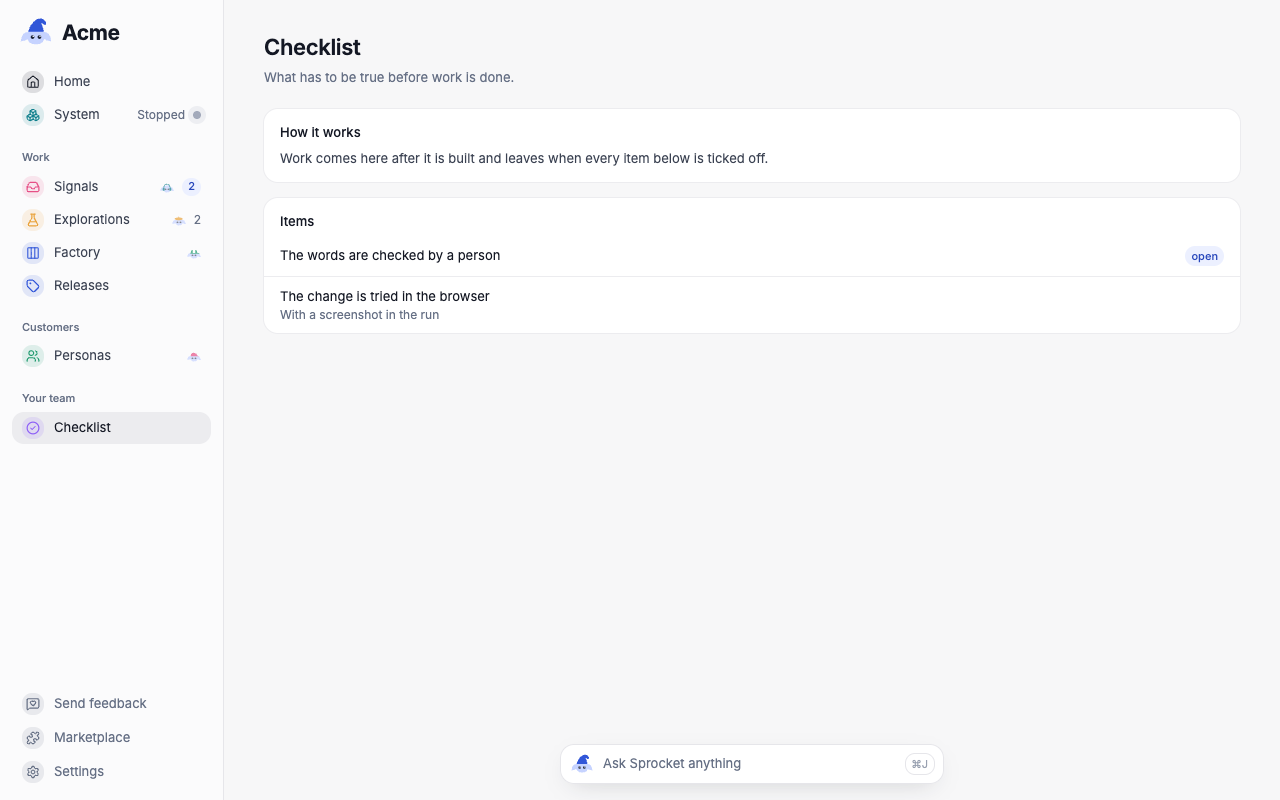 Acme
Home
System
Stopped
Work
Signals
2
Explorations
2
Factory
Releases
Customers
Personas
Your team
Checklist
Send feedback
Marketplace
Settings
Checklist
What has to be true before work is done.
How it works
Work comes here after it is built and leaves when every item below is ticked off.
Items
The words are checked by a person
open
The change is tried in the browser
With a screenshot in the run
Ask Sprocket anything
⌘J